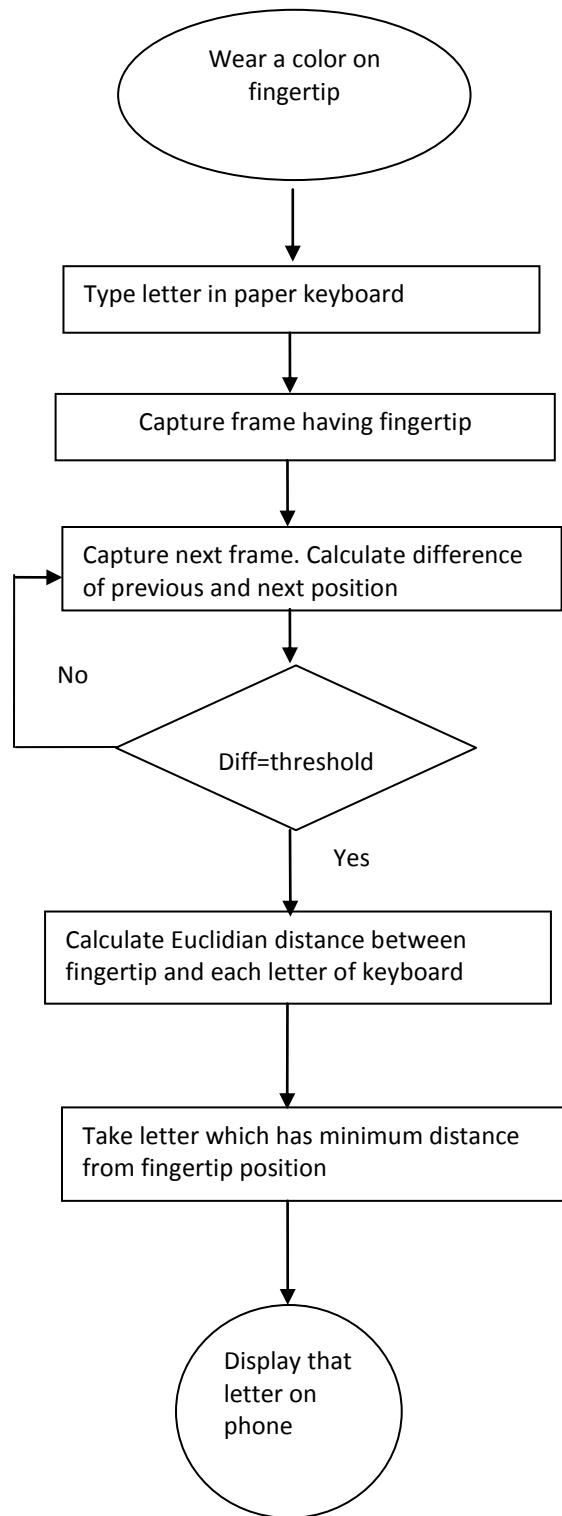 Wear a color on
fingertip
Type letter in paper keyboard
Capture frame having fingertip
Capture next frame. Calculate difference
of previous and next position
No
Diff=threshold
Yes
Calculate Euclidian distance between
fingertip and each letter of keyboard
Take letter which has minimum distance
from fingertip position
Display that
letter on
phone